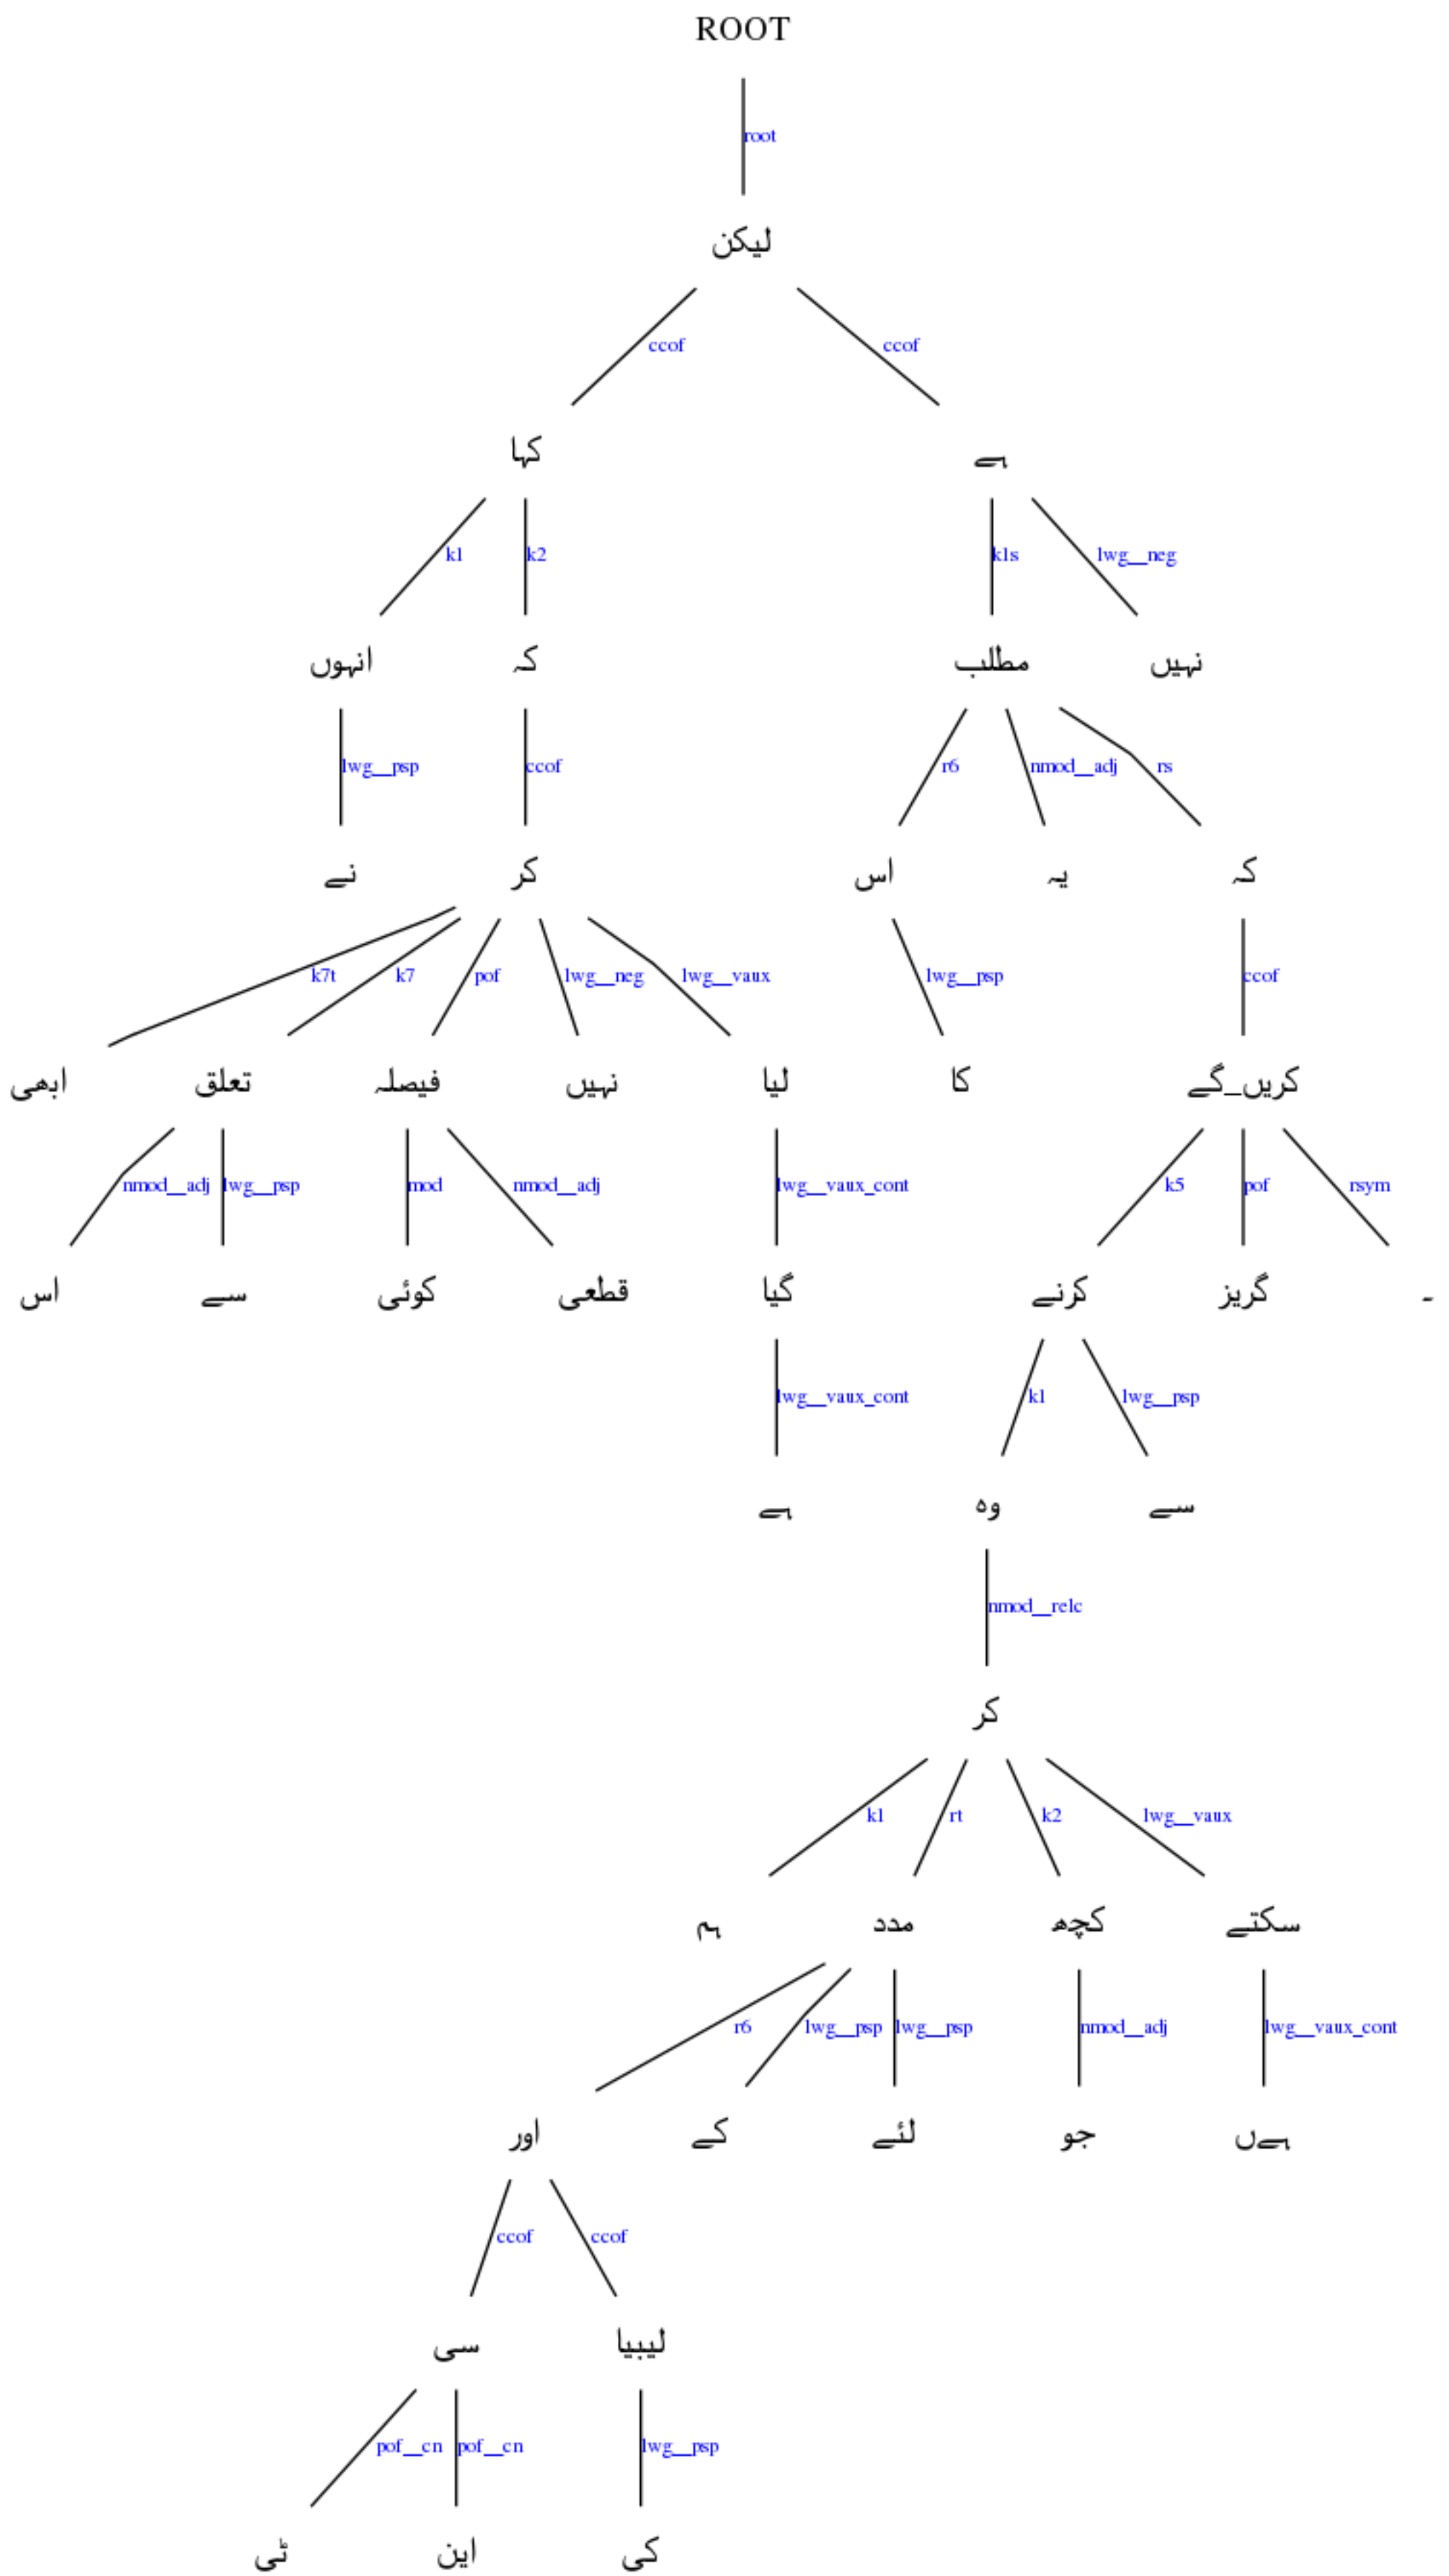 ROOT
root
لیکن
ccof ccof
کہا ہے
k1 k2 k1s lwg__neg
انہوں کہ مطلب نہیں
lwg__psp ccof r6 nmod__adj rs
نے کر اس یہ کہ
k7t k7 pof lwg__neg lwg__vaux lwg__psp ccof
ابھی تعلق فیصلہ نہیں لیا کا کریں_گے
nmod__adj lwg__psp mod nmod__adj lwg__vaux_cont k5 pof rsym
اس سے کوئی قطعی گیا کرنے گریز ۔
lwg__vaux_cont k1 lwg__psp
ہے وہ سے
nmod__relc
کر
k1 rt k2 lwg__vaux
ہم مدد کچھ سکتے
r6 lwg__psp lwg__psp nmod__adj lwg__vaux_cont
اور کے لئے جو ہےں
ccof ccof
سی لیبیا
pof__cn pof__cn lwg__psp
ٹی این کی